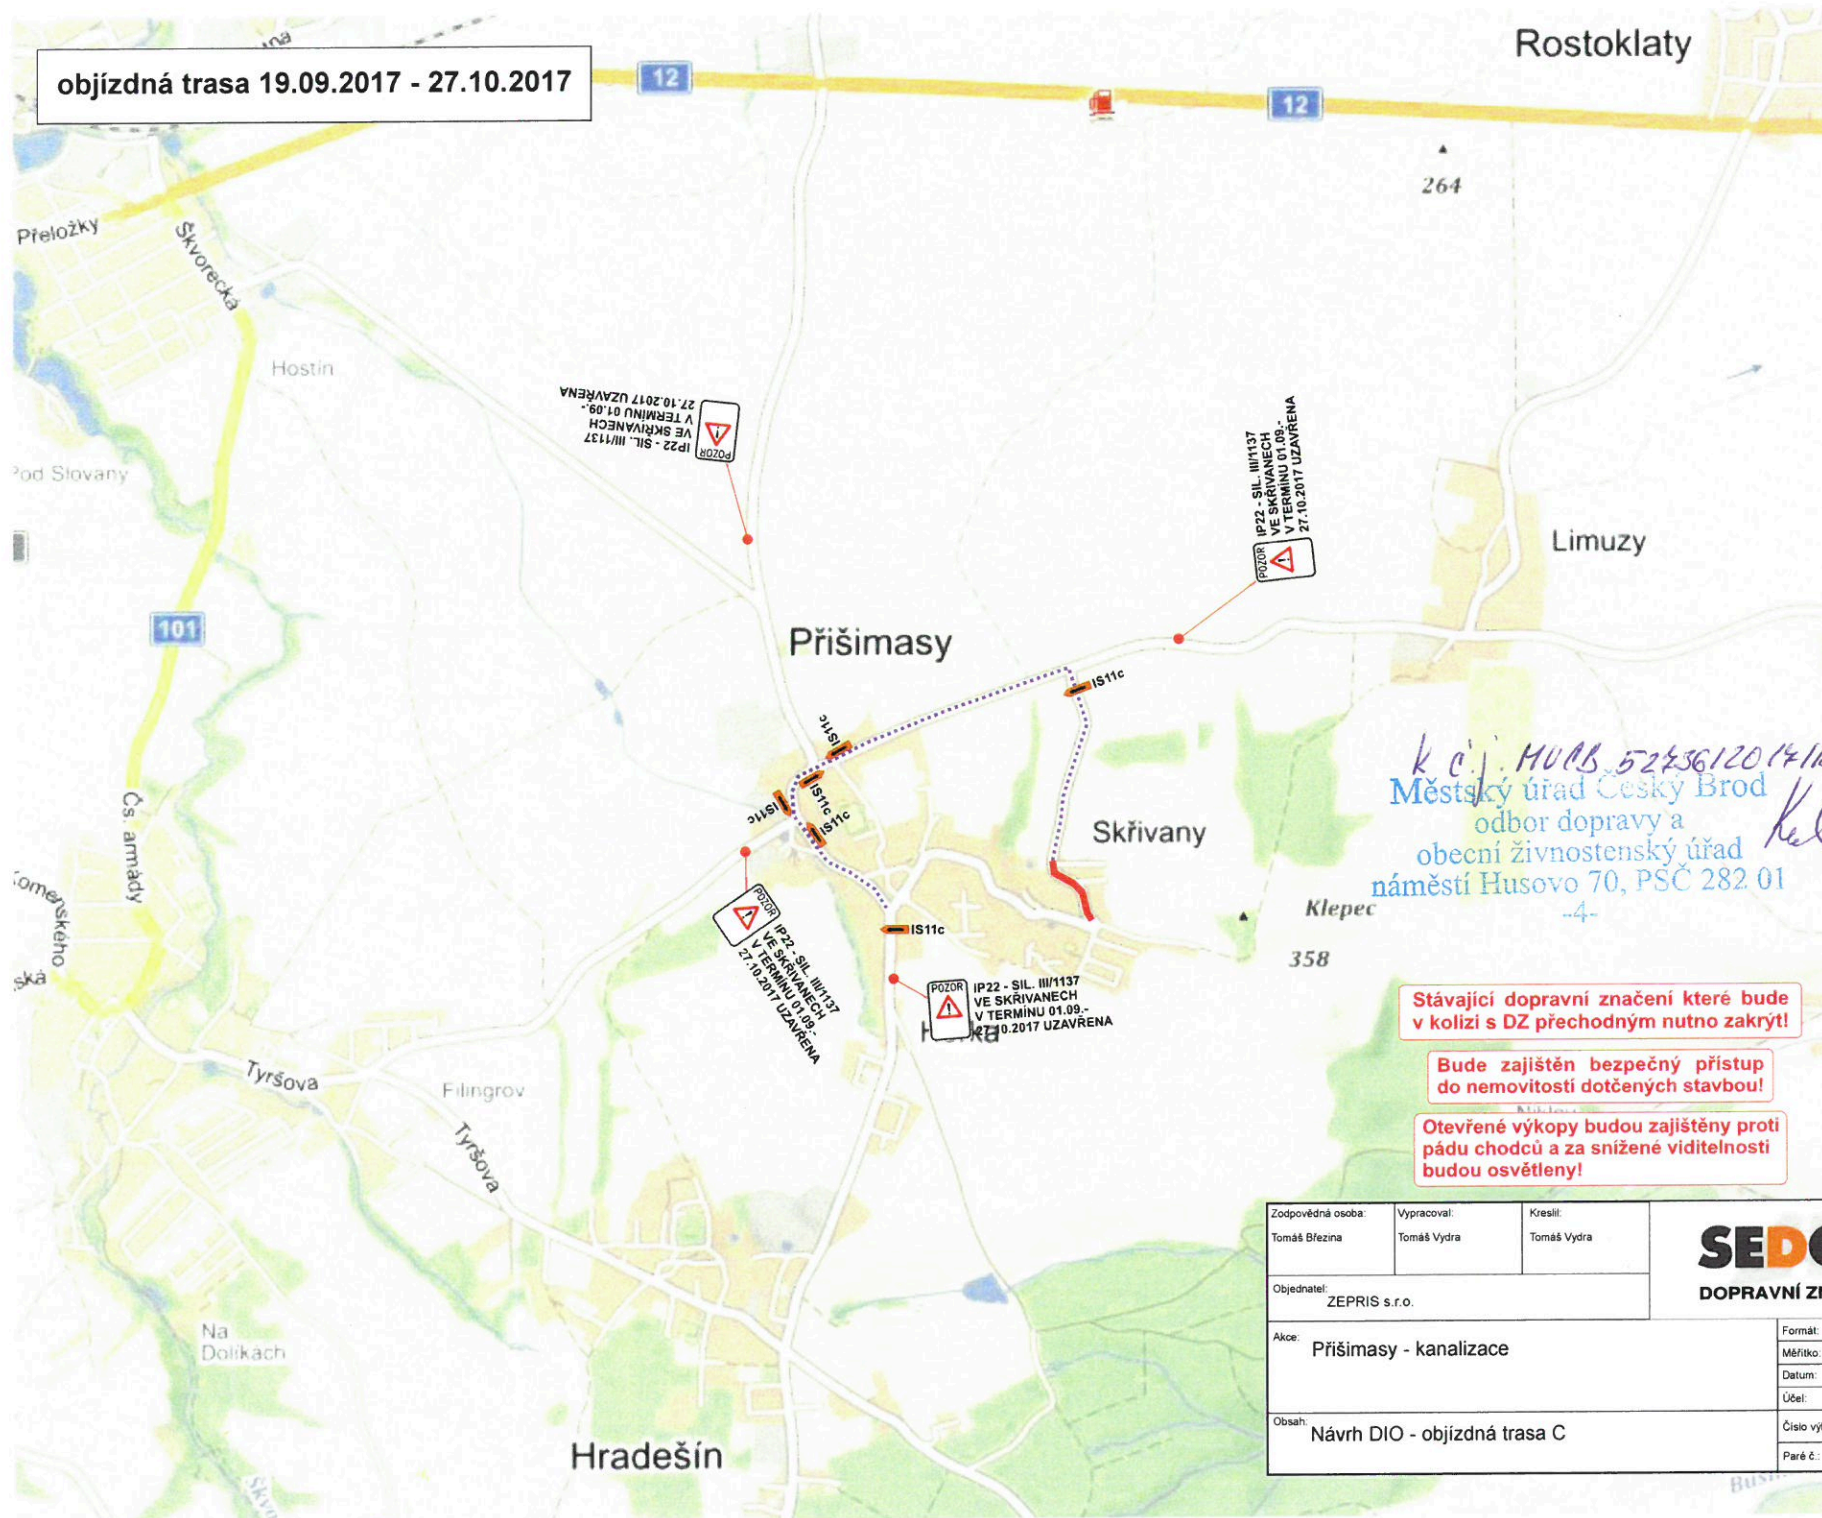 Rostoklaty
objízdná trasa 19.09.2017 - 27.10.2017
12
12
264
Přeložky
Škvorecká
Hostín
IP22 - SIL. III/1137
VE SKŘIVANECH
V TERMÍNU 01.09.-
27.10.2017 UZAVŘENA
POZOR
IP22 - SIL. III/1137
VE SKŘIVANECH
V TERMÍNU 01.09.-
27.10.2017 UZAVŘENA
POZOR
Pod Slovany
Limuzy
101
Přišimasy
IS11c
IS11c
IS11c
IS11c
IS11c
Čs. armády
Skřivany
k č.j. MUCB
Městský úřad Český Brod
odbor dopravy a
obecní živnostenský úřad
náměstí Husovo 70, PSČ 282 01
-4-
Komenského
ská
Klepec
358
IS11c
POZOR
IP22 - SIL. III/1137
VE SKŘIVANECH
V TERMÍNU 01.09.-
27.10.2017 UZAVŘENA
POZOR
IP22 - SIL. III/1137
VE SKŘIVANECH
V TERMÍNU 01.09.-
27.10.2017 UZAVŘENA
Stávající dopravní značení které bude
v kolizi s DZ přechodným nutno zakrýt!
Bude zajištěn bezpečný přístup
do nemovitostí dotčených stavbou!
Otevřené výkopy budou zajištěny proti
pádu chodců a za snížené viditelnosti
budou osvětleny!
Tyršova
Filingrov
Tyršova
Na
Dolíkách
Hradešín
Zodpovědná osoba:
Tomáš Březina
Vypracoval:
Tomáš Vydra
Kreslil:
Tomáš Vydra
SED
DOPRAVNÍ
Objednatel:
ZEPRIS s.r.o.
Akce:
Přišimasy - kanalizace
Formát:
Měřítko:
Datum:
Účel:
Obsah:
Návrh DIO - objízdná trasa C
Číslo
Paré č.: